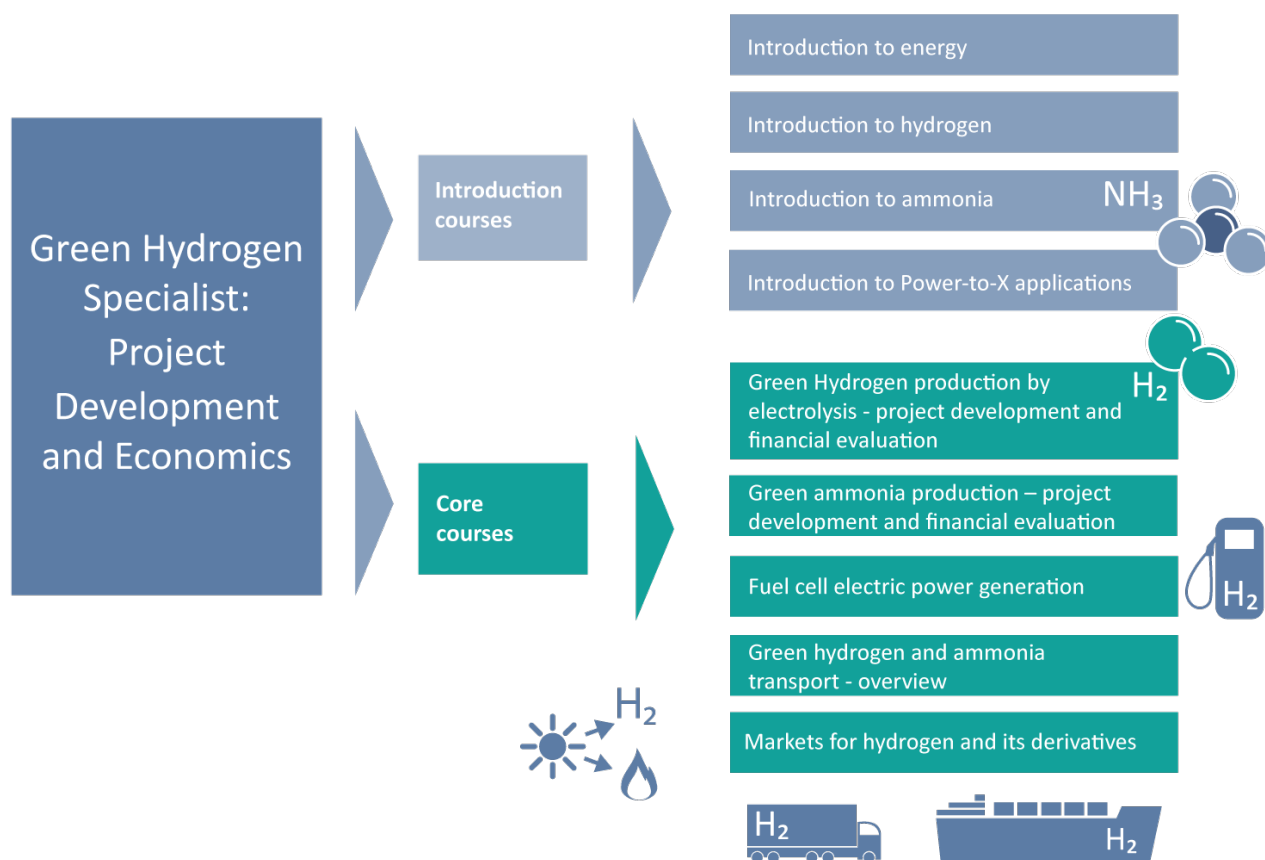 Green Hydrogen
Specialist:
Project
Development
and Economics
Introduction
courses
Introduction to energy
Introduction to hydrogen
Introduction to ammonia
NH₃
Introduction to Power-to-X applications
Core
courses
H₂
Green Hydrogen production by
electrolysis - project development and
financial evaluation
Green ammonia production – project
development and financial evaluation
Fuel cell electric power generation
H₂
Green hydrogen and ammonia
transport - overview
Markets for hydrogen and its derivatives
H₂
H₂
H₂